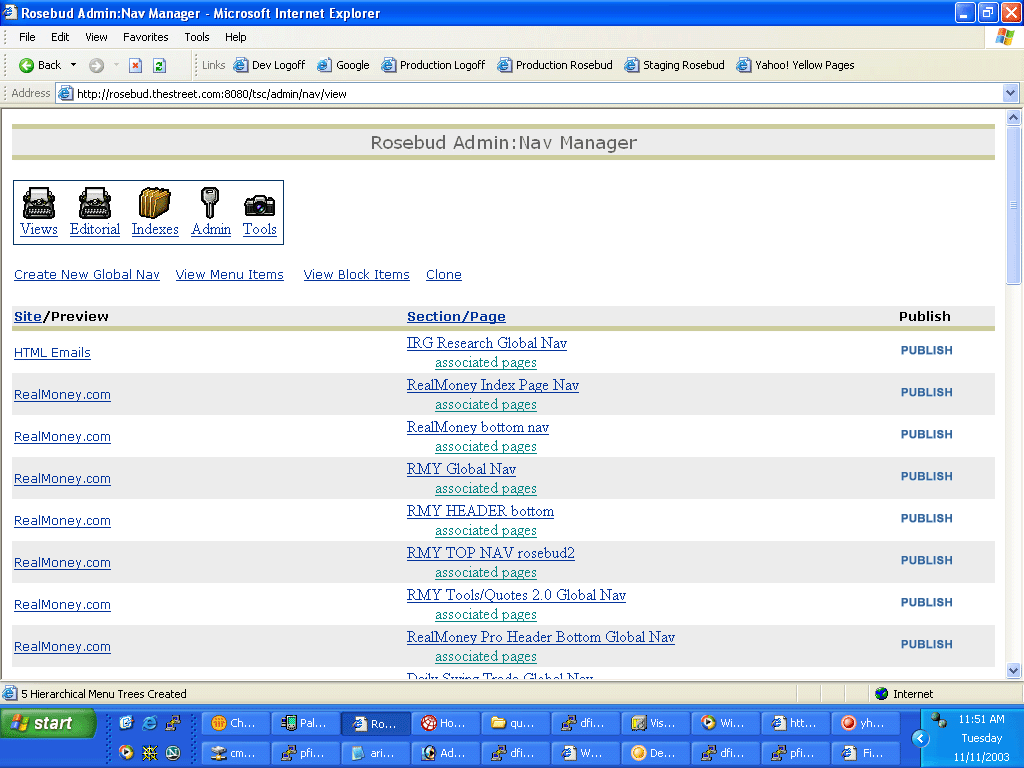 Rosebud Admin:Nav Manager - Microsoft Internet Explorer
File Edit View Favorites Tools Help
Back Links Dev Logoff Google Production Logoff Production Rosebud Staging Rosebud Yahoo! Yellow Pages
Address http://rosebud.thestreet.com:8080/tsc/admin/nav/view
Rosebud Admin:Nav Manager
Views Editorial Indexes Admin Tools
Create New Global Nav View Menu Items View Block Items Clone
Site/Preview Section/Page Publish
HTML Emails IRG Research Global Nav PUBLISH
associated pages
RealMoney.com RealMoney Index Page Nav PUBLISH
associated pages
RealMoney.com RealMoney bottom nav PUBLISH
associated pages
RealMoney.com RMY Global Nav PUBLISH
associated pages
RealMoney.com RMY HEADER bottom PUBLISH
associated pages
RealMoney.com RMY TOP NAV rosebud2 PUBLISH
associated pages
RealMoney.com RMY Tools/Quotes 2.0 Global Nav PUBLISH
associated pages
RealMoney.com RealMoney Pro Header Bottom Global Nav PUBLISH
associated pages
Daily Swing Trade Global Nav
5 Hierarchical Menu Trees Created Internet
start Ch... Pal... Ro... Ho... qu... dfi... Vis... Wi... htt... yh... 11:51 AM
Tuesday
cm... pfi... ari... Ad... dfi... W... De... dfi... pfi... Fi... 11/11/2003